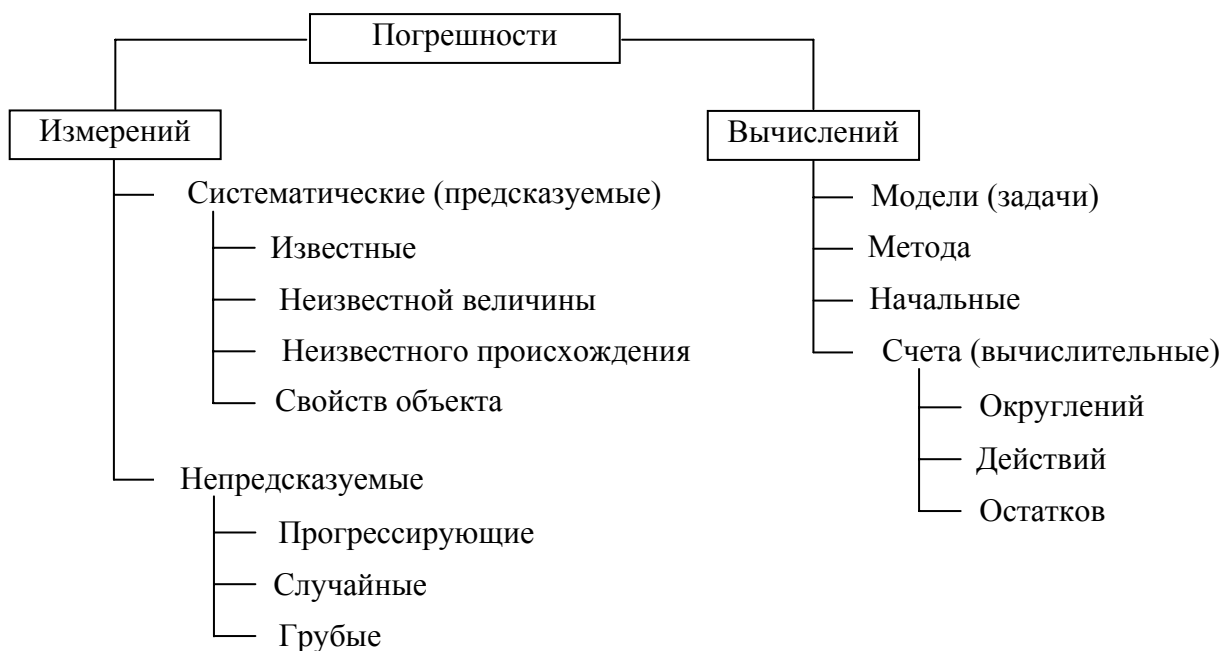 Погрешности
Измерений
Систематические (предсказуемые)
Известные
Неизвестной величины
Неизвестного происхождения
Свойств объекта
Непредсказуемые
Прогрессирующие
Случайные
Грубые
Вычислений
Модели (задачи)
Метода
Начальные
Счета (вычислительные)
Округлений
Действий
Остатков